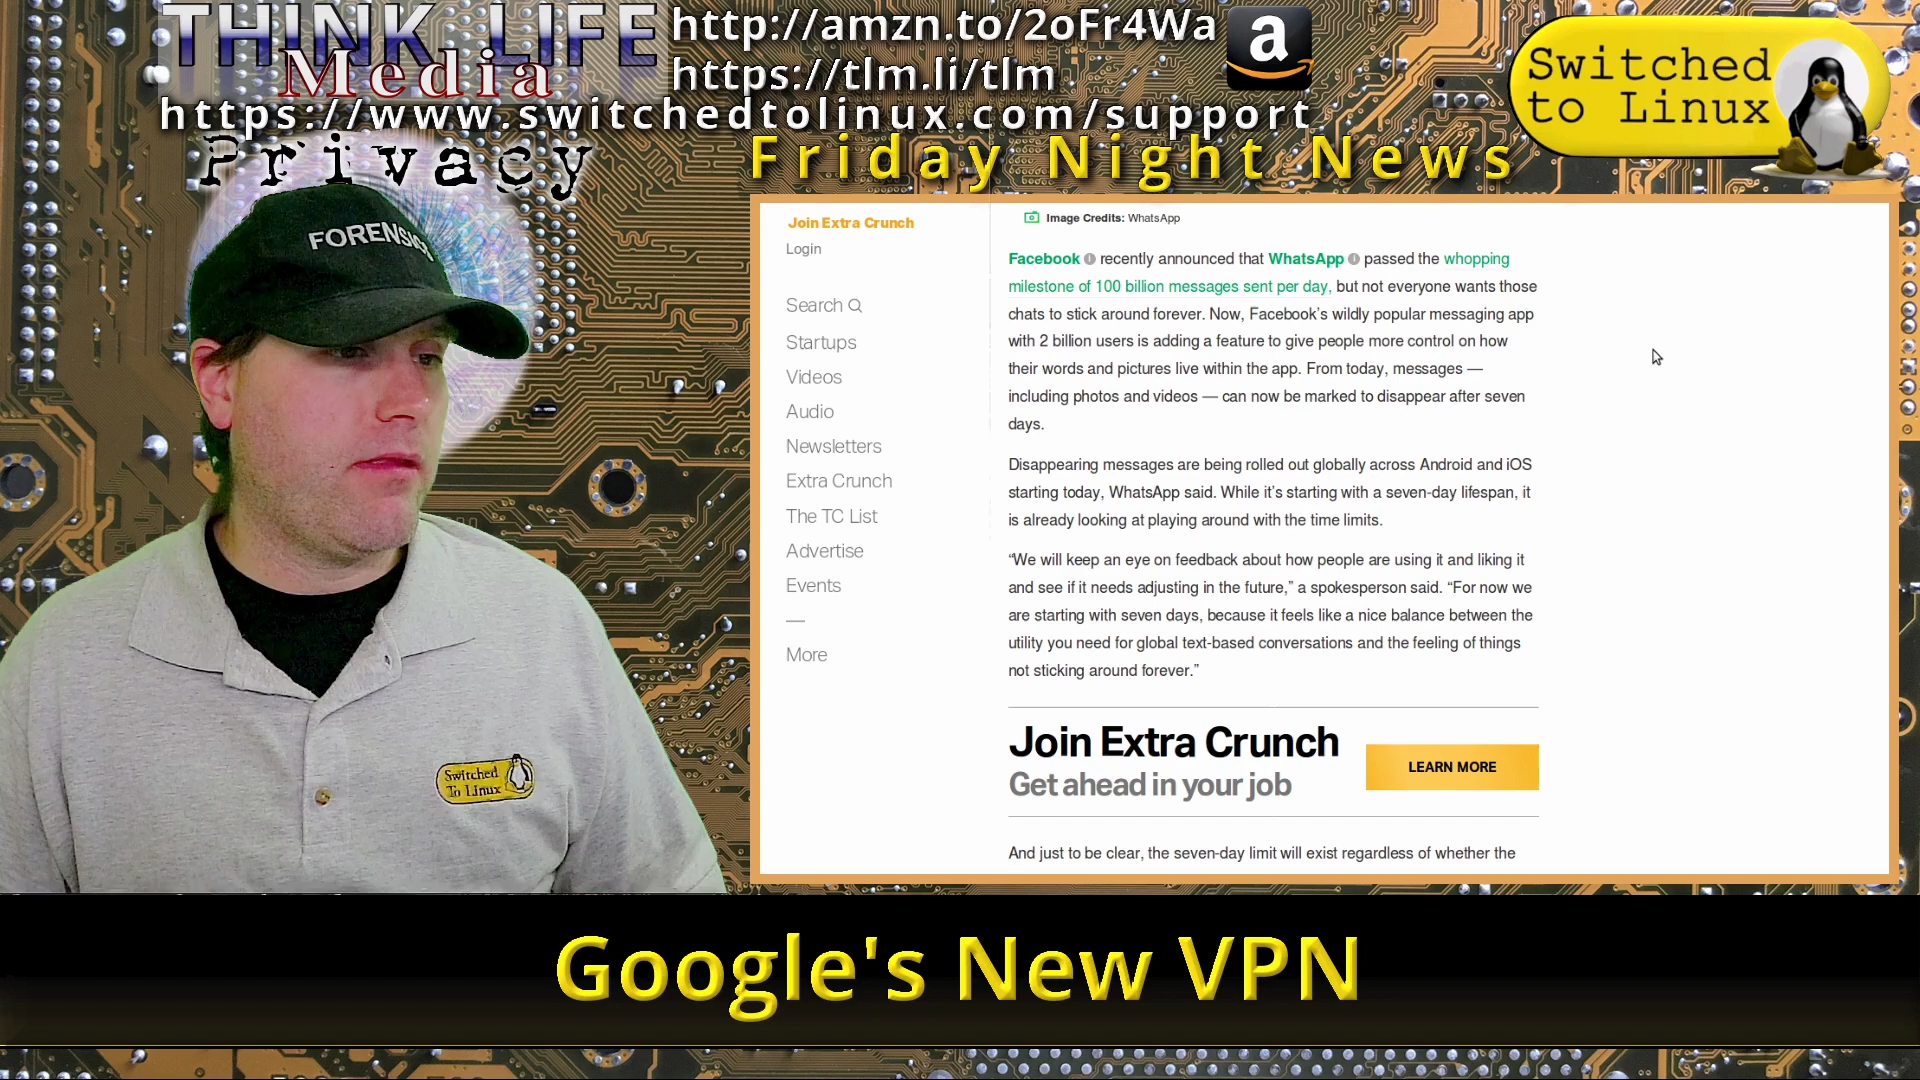 THINK LIFE
Media
http://amzn.to/2oFr4Wa
https://tlm.li/tlm
https://www.switchedtolinux.com/support
a
Switched
to Linux
Privacy
Friday Night News
FORENSICS
Switched
To Linux
Join Extra Crunch
Login
Search
Startups
Videos
Audio
Newsletters
Extra Crunch
The TC List
Advertise
Events
—
More
Image Credits: WhatsApp
Facebook recently announced that WhatsApp passed the whopping
milestone of 100 billion messages sent per day, but not everyone wants those
chats to stick around forever. Now, Facebook’s wildly popular messaging app
with 2 billion users is adding a feature to give people more control on how
their words and pictures live within the app. From today, messages —
including photos and videos — can now be marked to disappear after seven
days.
Disappearing messages are being rolled out globally across Android and iOS
starting today, WhatsApp said. While it’s starting with a seven-day lifespan, it
is already looking at playing around with the time limits.
“We will keep an eye on feedback about how people are using it and liking it
and see if it needs adjusting in the future,” a spokesperson said. “For now we
are starting with seven days, because it feels like a nice balance between the
utility you need for global text-based conversations and the feeling of things
not sticking around forever.”
Join Extra Crunch
Get ahead in your job
LEARN MORE
And just to be clear, the seven-day limit will exist regardless of whether the
Google's New VPN